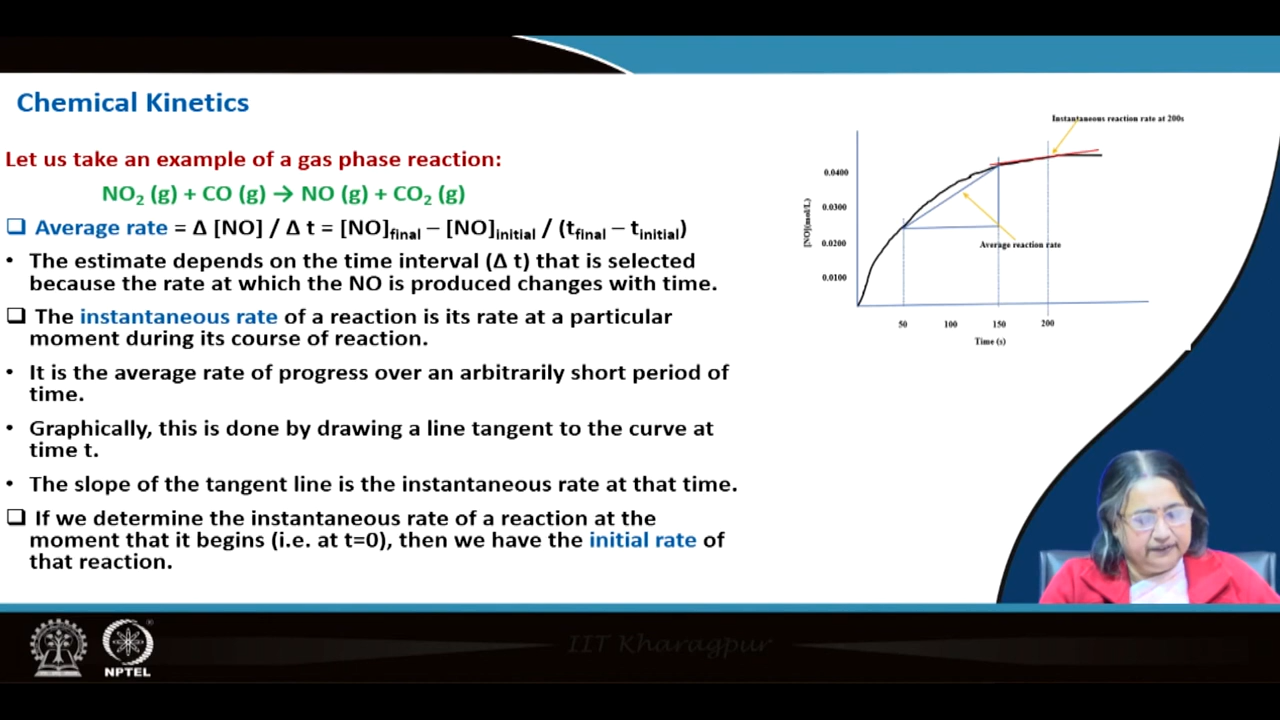 Chemical Kinetics
Let us take an example of a gas phase reaction:
NO₂ (g) + CO (g) → NO (g) + CO₂ (g)
❑ Average rate = Δ [NO] / Δ t = [NO]final – [NO]initial / (tfinal – tinitial)
• The estimate depends on the time interval (Δ t) that is selected
because the rate at which the NO is produced changes with time.
❑ The instantaneous rate of a reaction is its rate at a particular
moment during its course of reaction.
• It is the average rate of progress over an arbitrarily short period of
time.
• Graphically, this is done by drawing a line tangent to the curve at
time t.
• The slope of the tangent line is the instantaneous rate at that time.
❑ If we determine the instantaneous rate of a reaction at the
moment that it begins (i.e. at t=0), then we have the initial rate of
that reaction.
Instantaneous reaction rate at 200s
0.0400
0.0300
0.0200
0.0100
[NO](mol/L)
Average reaction rate
50 100 150 200
Time (s)
IIT Kharagpur
NPTEL